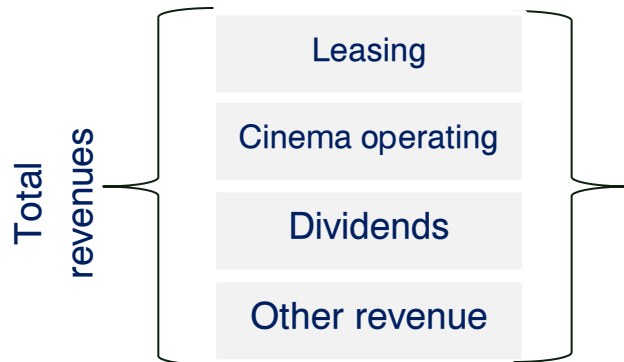 Total
revenues
Leasing
Cinema operating
Dividends
Other revenue